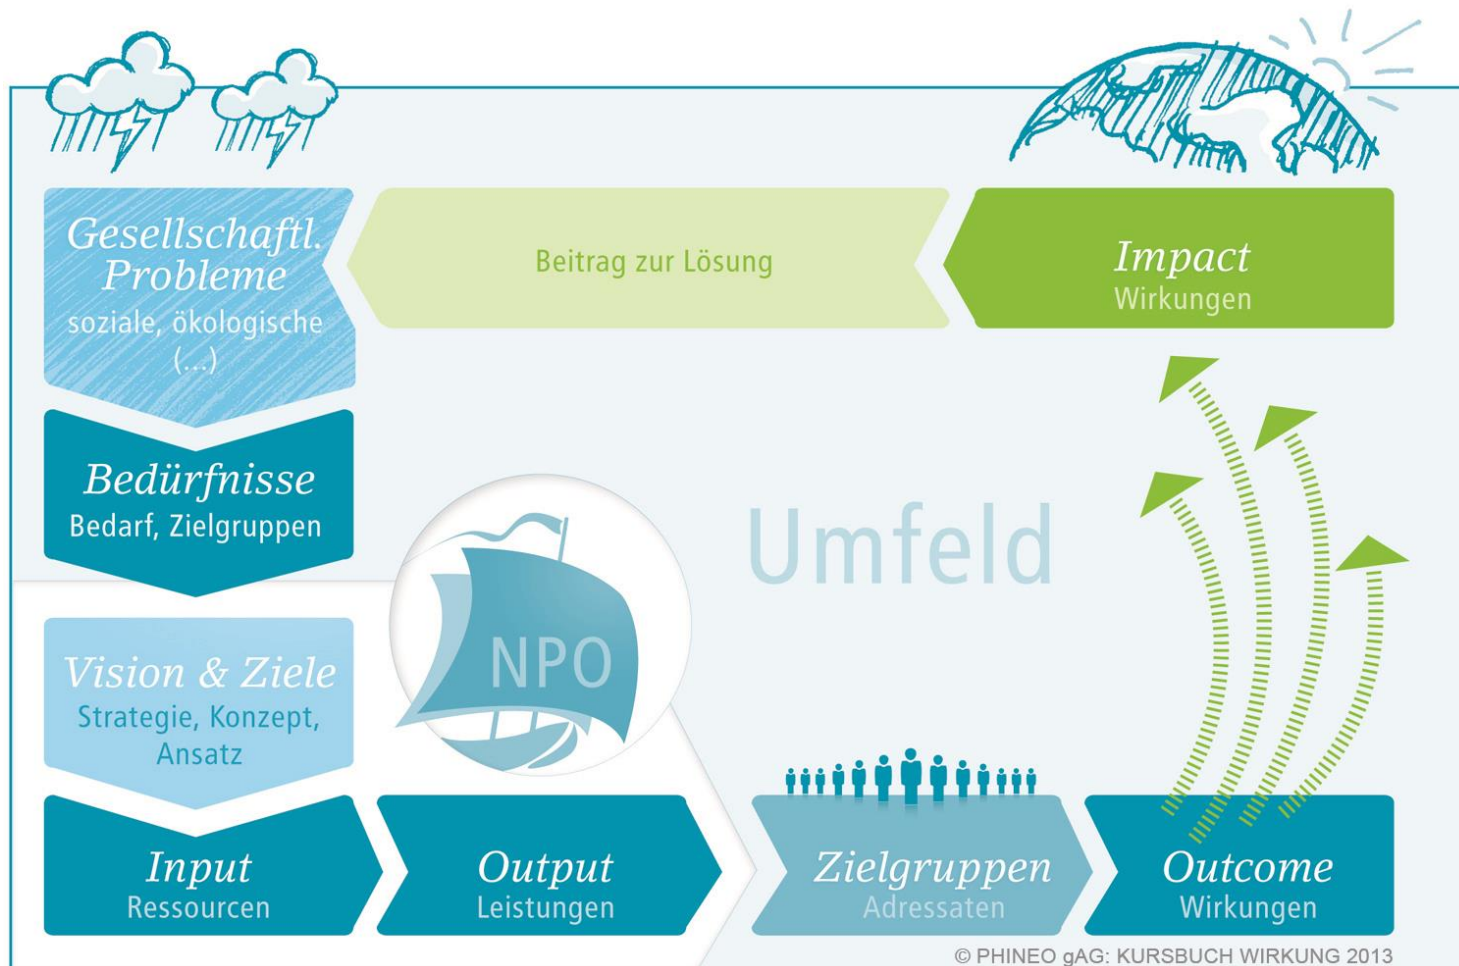 Gesellschaftl.
Probleme
soziale, ökologische
(...)
Beitrag zur Lösung
Impact
Wirkungen
Bedürfnisse
Bedarf, Zielgruppen
Umfeld
NPO
Vision & Ziele
Strategie, Konzept,
Ansatz
Input
Ressourcen
Output
Leistungen
Zielgruppen
Adressaten
Outcome
Wirkungen
© PHINEO gAG: KURSBUCH WIRKUNG 2013